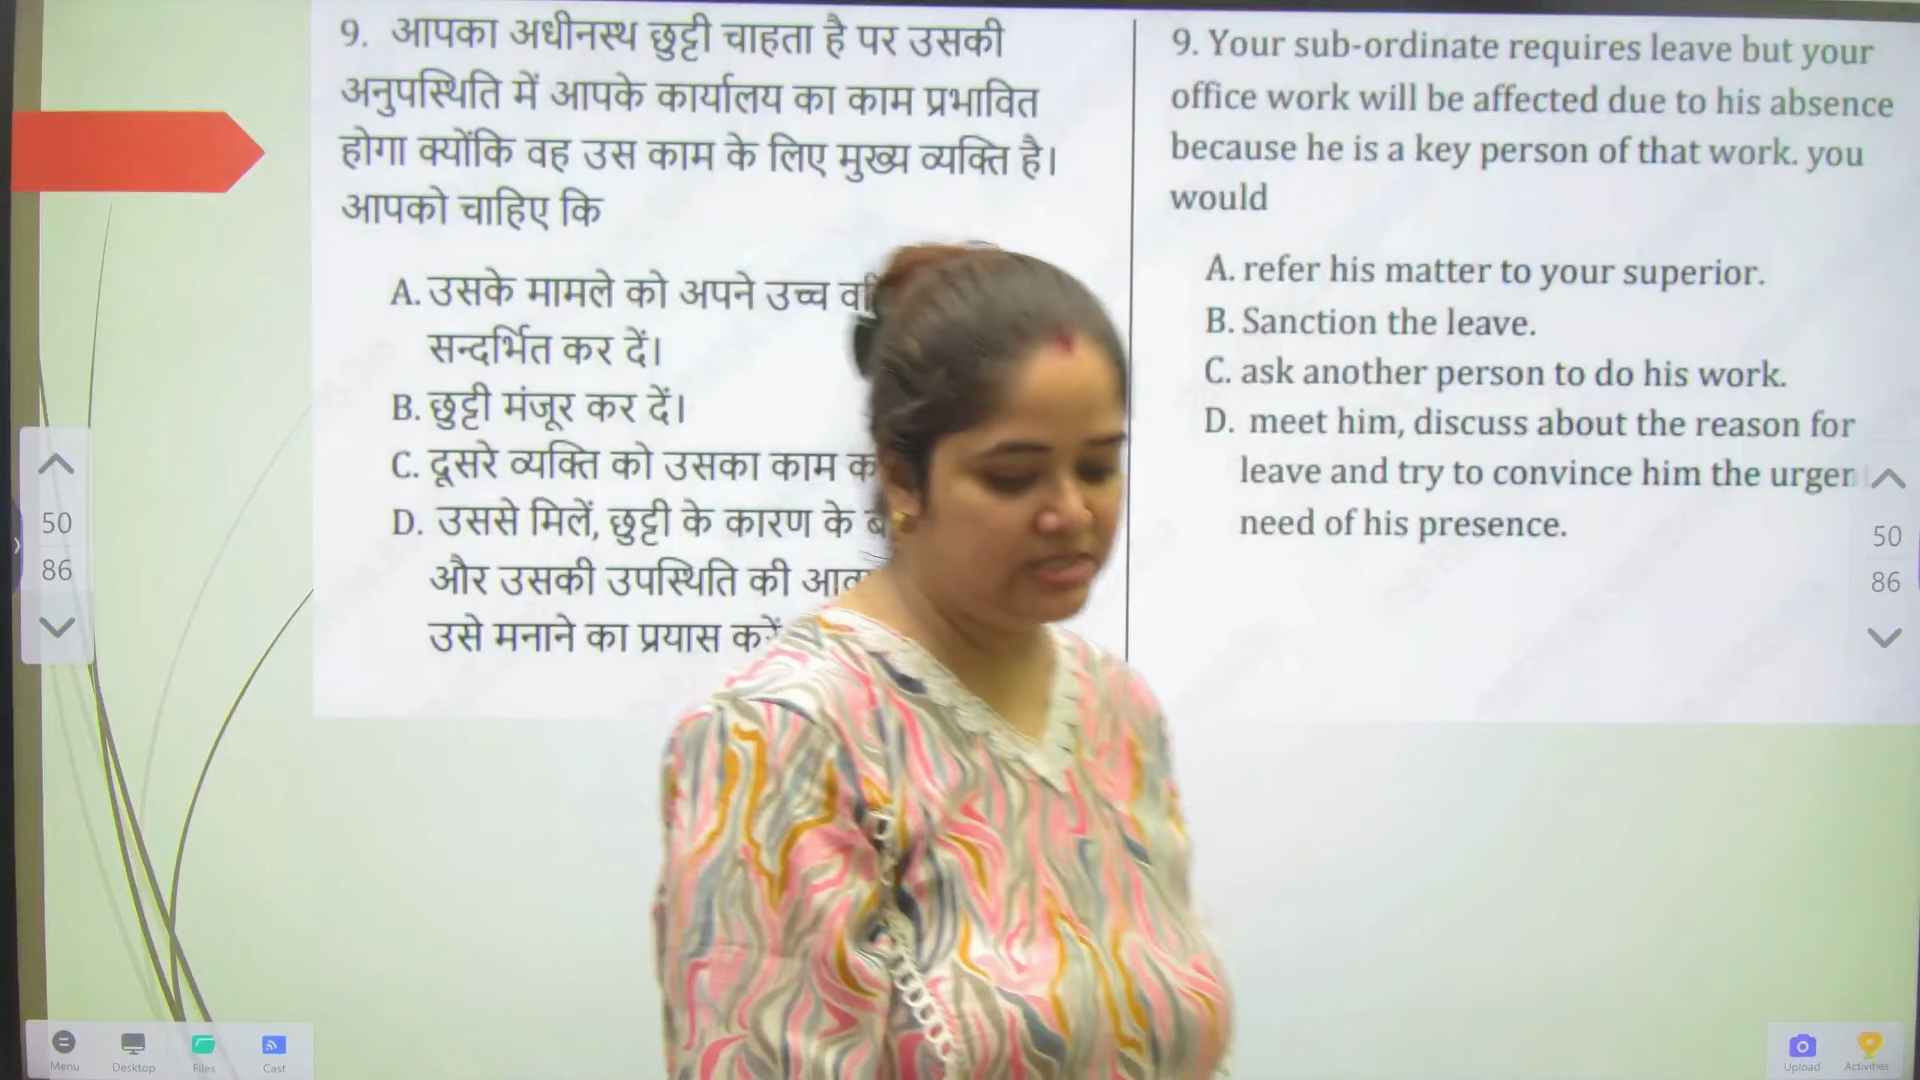 9. आपका अधीनस्थ छुट्टी चाहता है पर उसकी
अनुपस्थिति में आपके कार्यालय का काम प्रभावित
होगा क्योंकि वह उस काम के लिए मुख्य व्यक्ति है।
आपको चाहिए कि
A. उसके मामले को अपने उच्च
सन्दर्भित कर दें।
B. छुट्टी मंजूर कर दें।
C. दूसरे व्यक्ति को उसका काम
D. उससे मिलें, छुट्टी के कारण के
और उसकी उपस्थिति की
उसे मनाने का प्रयास करें
9. Your sub-ordinate requires leave but your
office work will be affected due to his absence
because he is a key person of that work. you
would
A. refer his matter to your superior.
B. Sanction the leave.
C. ask another person to do his work.
D. meet him, discuss about the reason for
leave and try to convince him the
need of his presence.
50
86
50
86
Menu
Desktop
Files
Cast
Upload
Activities